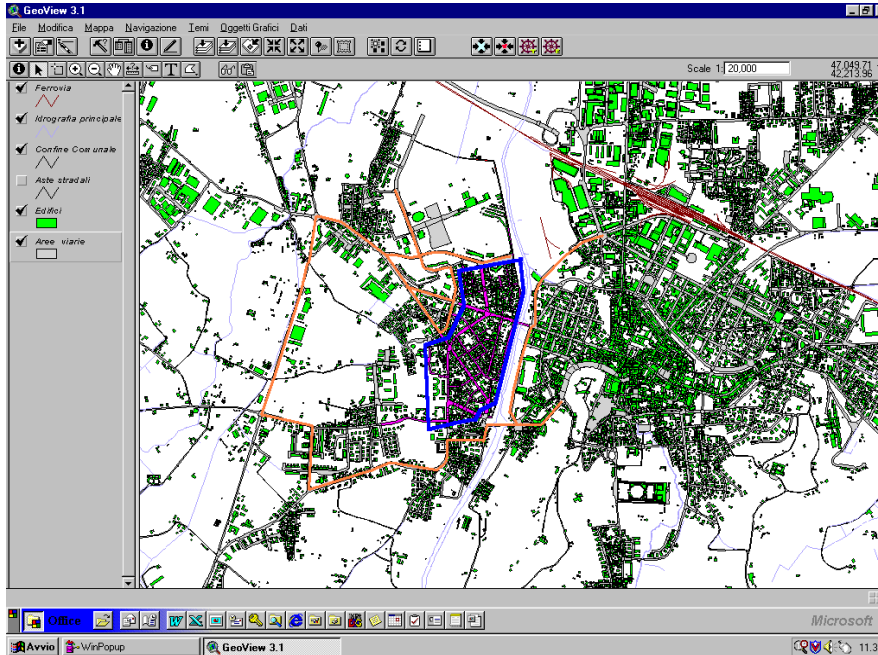 GeoView 3.1
File Modifica Mappa Navigazione Temi Oggetti Grafici Dati
Scale 1: 20,000
47,049.71
42,213.96
Ferrovia
Idrografia principale
Confine Comunale
Aste stradali
Edifici
Aree viarie
Office
Microsoft
Avvio WinPopup GeoView 3.1 11.3